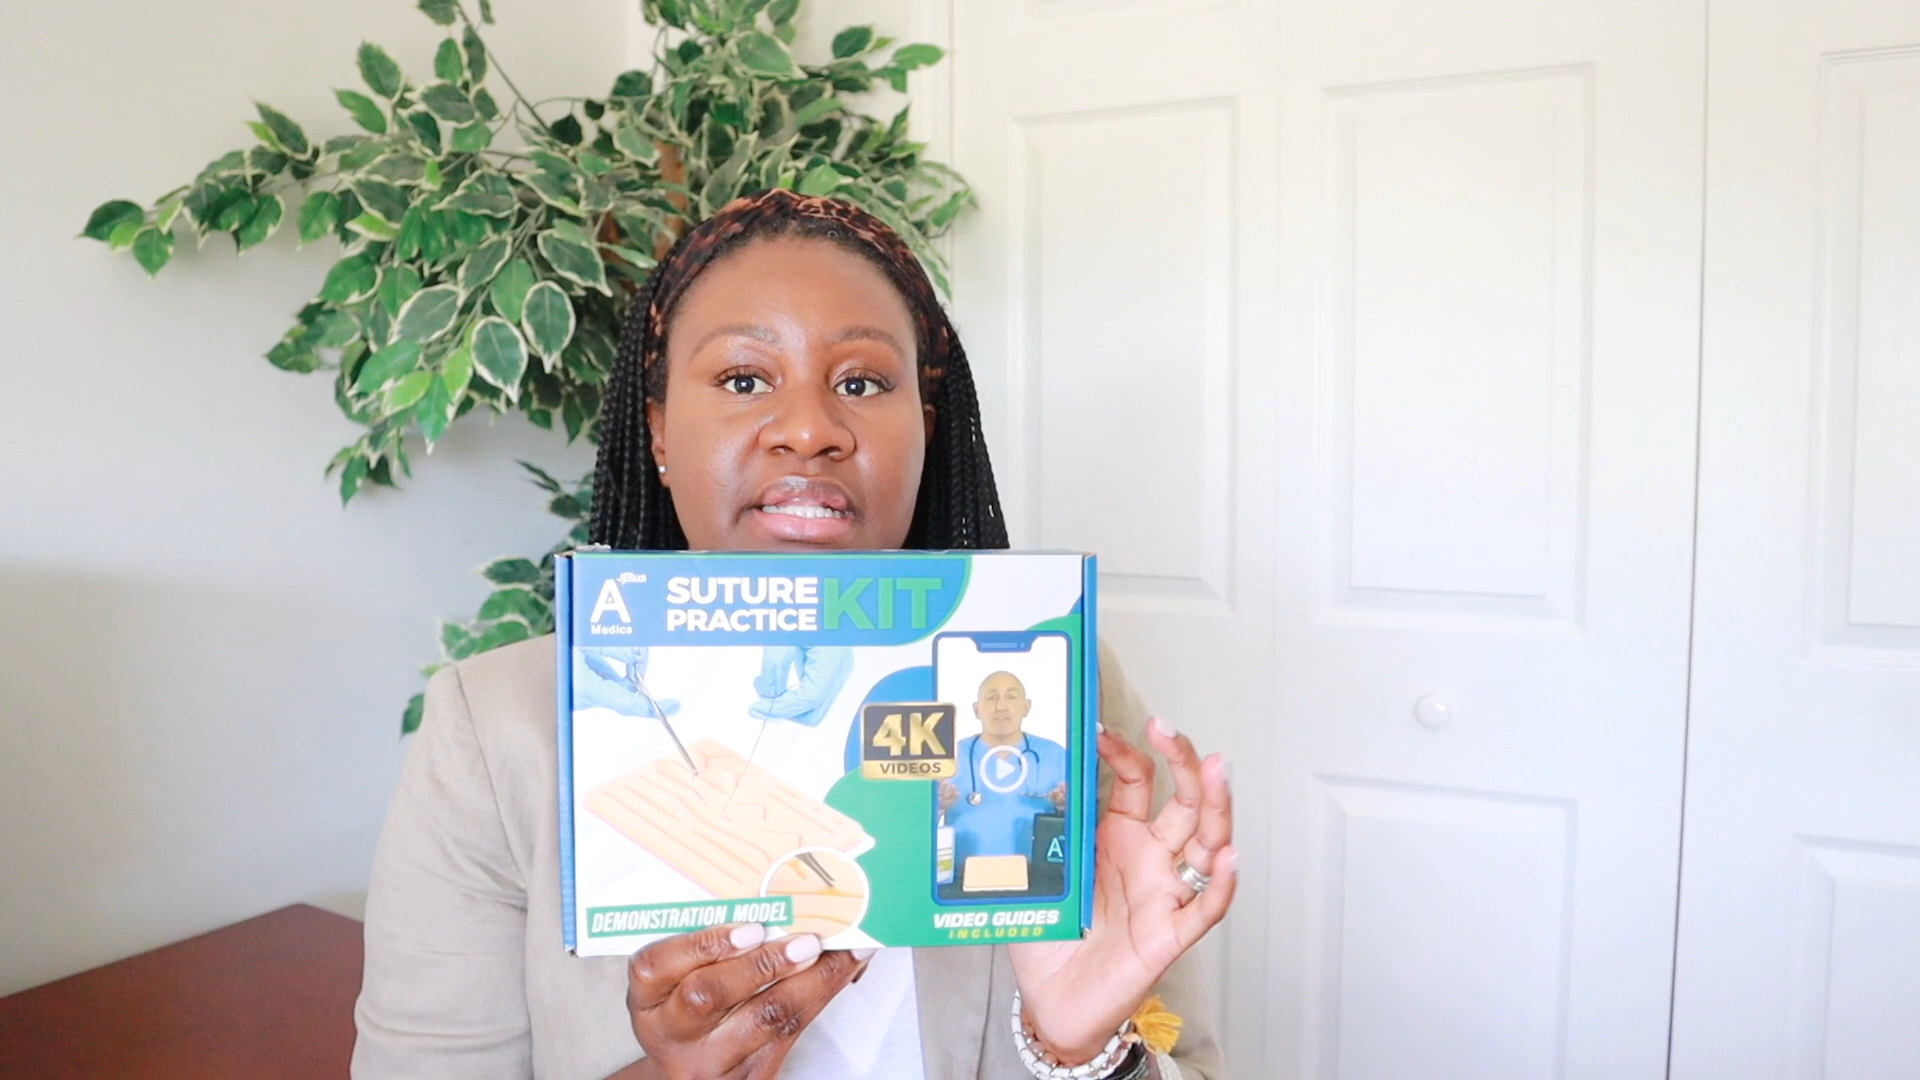 A Plus
Medics
SUTURE
PRACTICE KIT
4K
VIDEOS
A
DEMONSTRATION MODEL
VIDEO GUIDES
INCLUDED